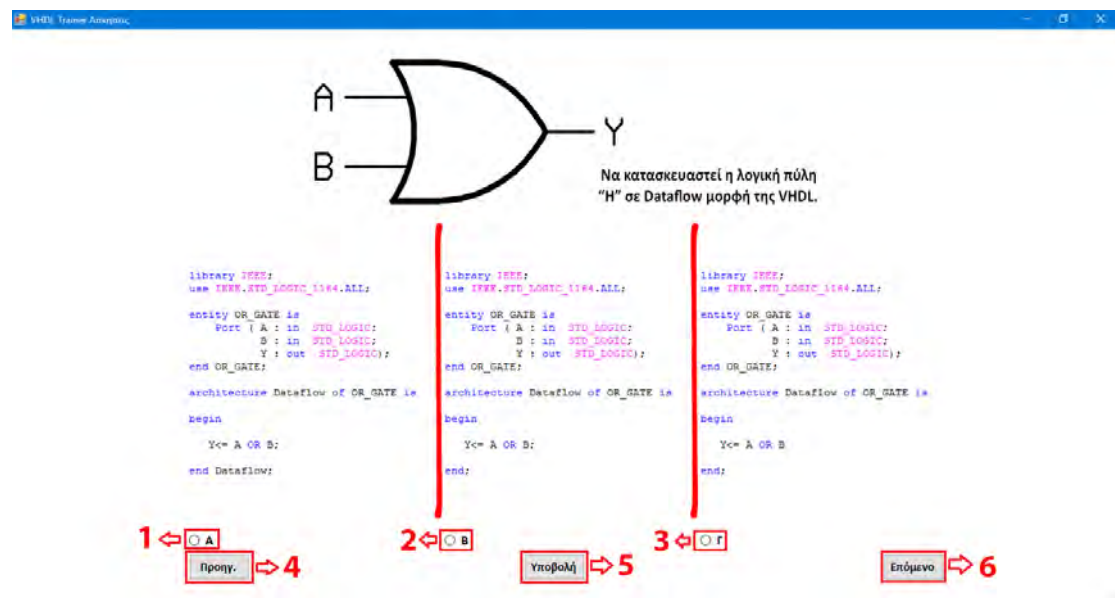 VHDL Trainer Ασκήσεις
A
B
Y
Να κατασκευαστεί η λογική πύλη
“Η” σε Dataflow μορφή της VHDL.
library IEEE;
use IEEE.STD_LOGIC_1164.ALL;
entity OR_GATE is
Port ( A : in STD_LOGIC;
B : in STD_LOGIC;
Y : out STD_LOGIC);
end OR_GATE;
architecture Dataflow of OR_GATE is
begin
Y<= A OR B;
end Dataflow;
library IEEE;
use IEEE.STD_LOGIC_1164.ALL;
entity OR_GATE is
Port ( A : in STD_LOGIC;
B : in STD_LOGIC;
Y : out STD_LOGIC);
end OR_GATE;
architecture Dataflow of OR_GATE is
begin
Y<= A OR B;
end;
library IEEE;
use IEEE.STD_LOGIC_1164.ALL;
entity OR_GATE is
Port ( A : in STD_LOGIC;
B : in STD_LOGIC;
Y : out STD_LOGIC);
end OR_GATE;
architecture Dataflow of OR_GATE is
begin
Y<= A OR B
end;
1 Α
2 Β
3 Γ
Προηγ. 4
Υποβολή 5
Επόμενο 6